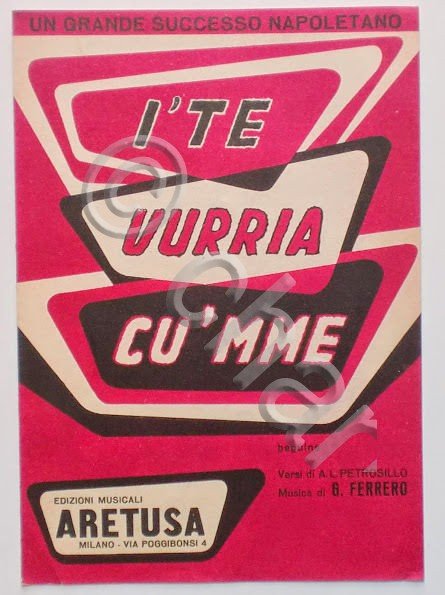 UN GRANDE SUCCESSO NAPOLETANO
I'TE
VURRIA
CU'MME
beguine
Versi di A. L. PETROSILLO
Musica di G. FERRERO
EDIZIONI MUSICALI
ARETUSA
MILANO - VIA POGGIBONSI 4
© char